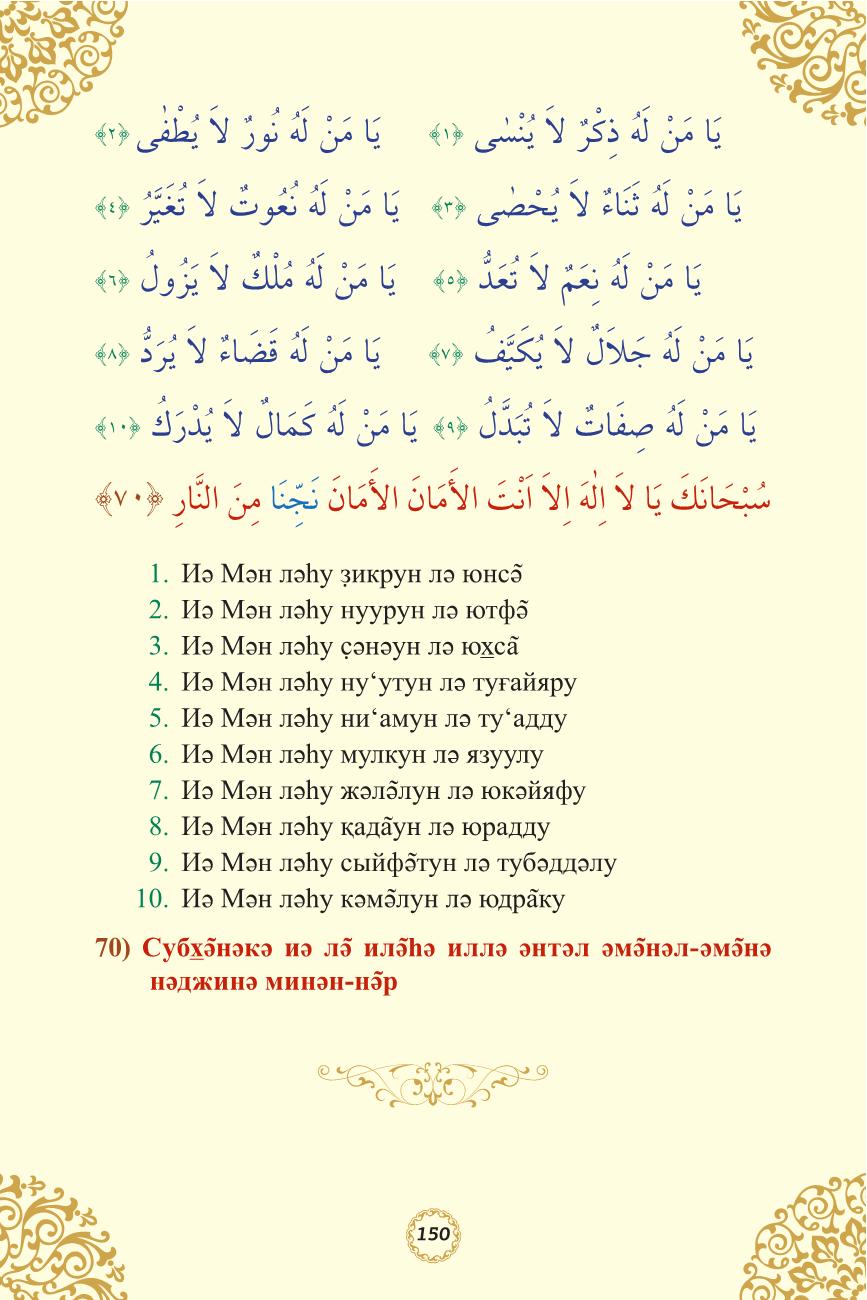 يَا مَنْ لَهُ ذِكْرٌ لاَ يُنْسٰى ﴿١﴾ يَا مَنْ لَهُ نُورٌ لاَ يُطْفٰى ﴿٢﴾
يَا مَنْ لَهُ ثَنَاءٌ لاَ يُحْصٰى ﴿٣﴾ يَا مَنْ لَهُ نُعُوتٌ لاَ تُغَيَّرُ ﴿٤﴾
يَا مَنْ لَهُ نِعَمٌ لاَ تُعَدُّ ﴿٥﴾ يَا مَنْ لَهُ مُلْكٌ لاَ يَزُولُ ﴿٦﴾
يَا مَنْ لَهُ جَلاَلٌ لاَ يُكَيَّفُ ﴿٧﴾ يَا مَنْ لَهُ قَضَاءٌ لاَ يُرَدُّ ﴿٨﴾
يَا مَنْ لَهُ صِفَاتٌ لاَ تُبَدَّلُ ﴿٩﴾ يَا مَنْ لَهُ كَمَالٌ لاَ يُدْرَكُ ﴿١٠﴾
سُبْحَانَكَ يَا لاَ اِلٰهَ اِلاَ اَنْتَ الأَمَانَ الأَمَانَ نَجِّنَا مِنَ النَّارِ ﴿٧٠﴾
1. Иә Мән ләһу з̣икрун лә юнсә̃
2. Иә Мән ләһу нуурун лә ютфә̃
3. Иә Мән ләһу с̣әнәун лә юх̲са̃
4. Иә Мән ләһу ну‘утун лә туғайяру
5. Иә Мән ләһу ни‘амун лә ту‘адду
6. Иә Мән ләһу мулкун лә язуулу
7. Иә Мән ләһу жәлә̃лун лә юкәйяфу
8. Иә Мән ләһу қада̃ун лә юрадду
9. Иә Мән ләһу сыйфә̃тун лә тубәддәлу
10. Иә Мән ләһу кәмә̃лун лә юдра̃ку
70) Субх̲ә̃нәкә иә лә̃ илә̃һә иллә әнтәл әмә̃нәл-әмә̃нә
нәджинә минән-нә̃р
150